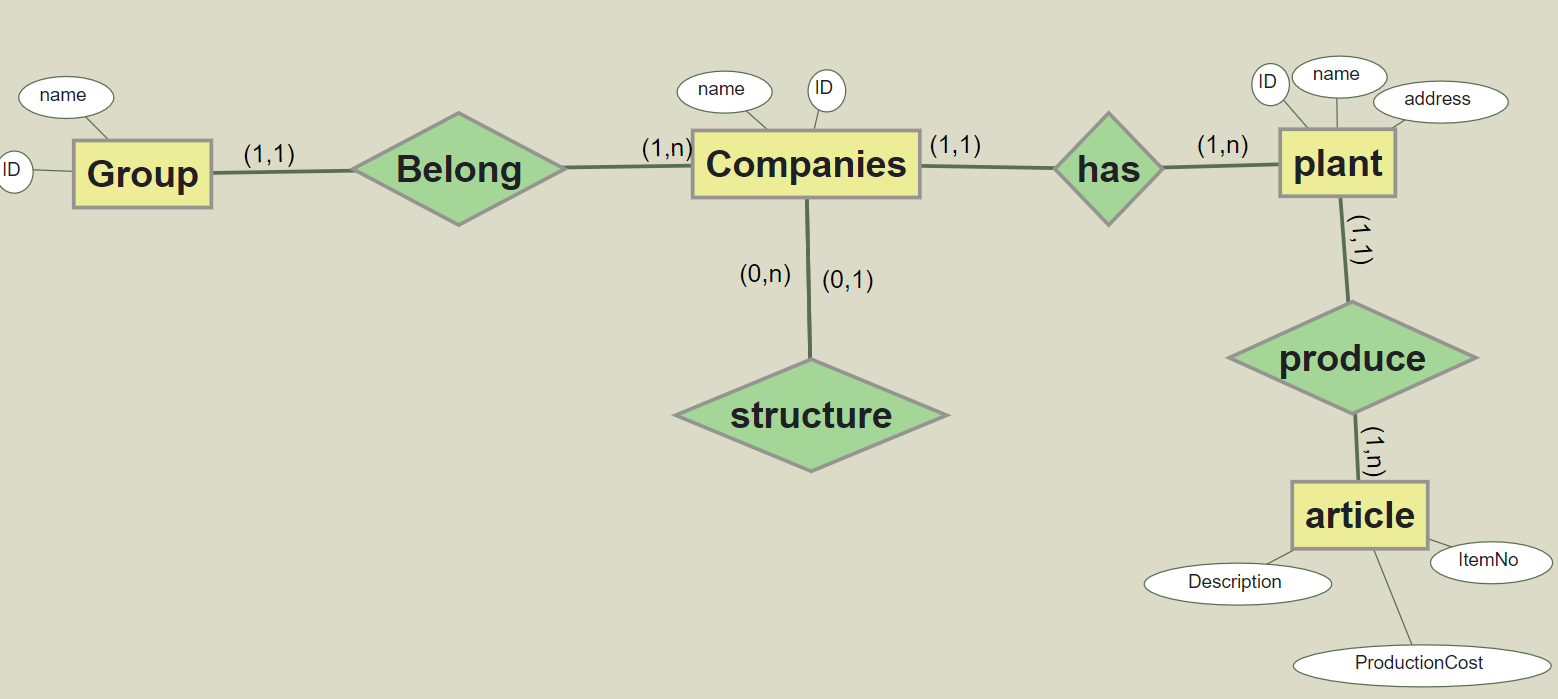 name
ID
Group
(1,1)
Belong
(1,n)
name
ID
Companies
(1,1)
has
(1,n)
ID
name
address
plant
(0,n)
(0,1)
structure
(1,1)
produce
(1,n)
article
Description
ItemNo
ProductionCost